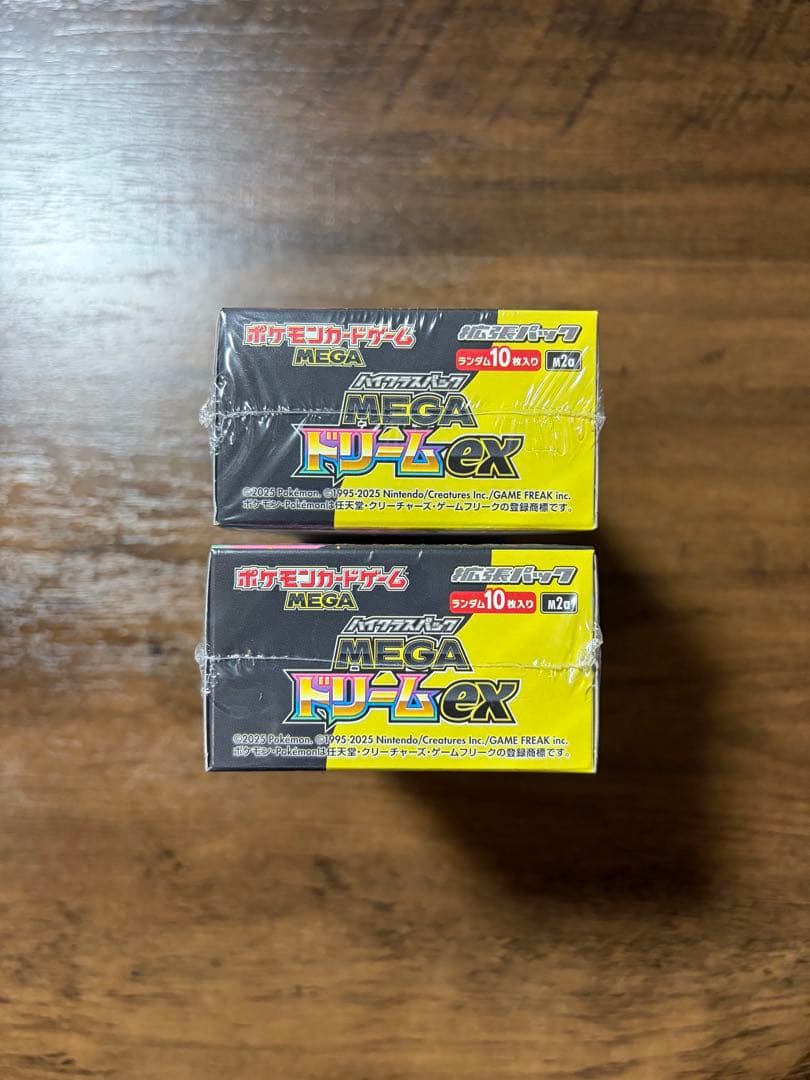 ポケモンカードゲーム 拡張パック
MEGA ランダム10枚入り M2a
ハイクラスパック
MEGA
ドリームex
©2025 Pokémon. ©1995-2025 Nintendo/Creatures Inc./GAME FREAK inc.
ポケモン・Pokémonは任天堂・クリーチャーズ・ゲームフリークの登録商標です。
ポケモンカードゲーム 拡張パック
MEGA ランダム10枚入り M2a
ハイクラスパック
MEGA
ドリームex
©2025 Pokémon. ©1995-2025 Nintendo/Creatures Inc./GAME FREAK inc.
ポケモン・Pokémonは任天堂・クリーチャーズ・ゲームフリークの登録商標です。